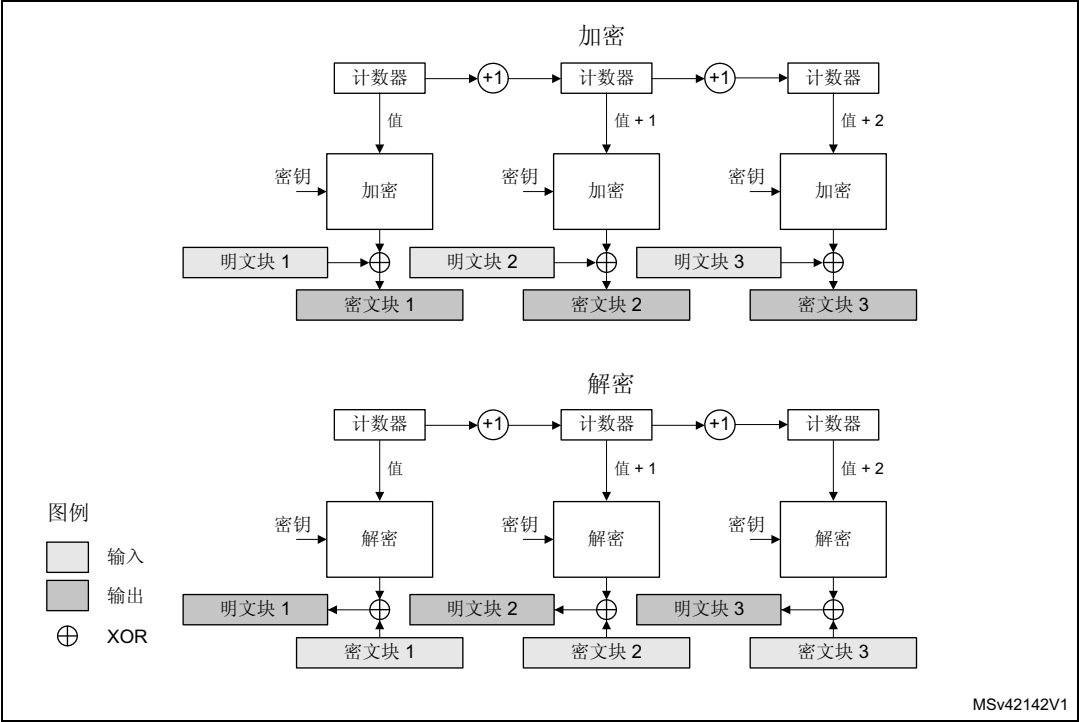 加密
计数器 +1 计数器 +1 计数器
值 值 + 1 值 + 2
密钥 加密 密钥 加密 密钥 加密
明文块 1 明文块 2 明文块 3
密文块 1 密文块 2 密文块 3
解密
计数器 +1 计数器 +1 计数器
值 值 + 1 值 + 2
密钥 解密 密钥 解密 密钥 解密
明文块 1 明文块 2 明文块 3
密文块 1 密文块 2 密文块 3
图例
输入
输出
XOR
MSv42142V1